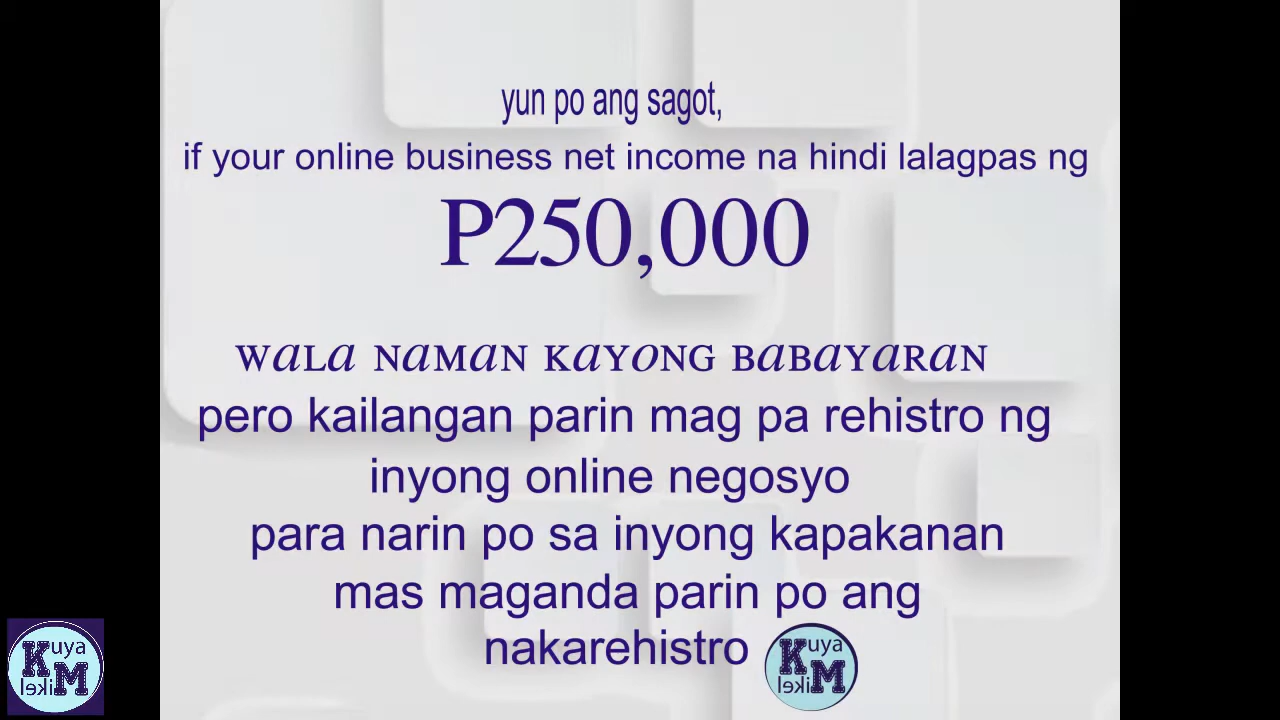 yun po ang sagot,
if your online business net income na hindi lalagpas ng
P250,000
WaLa NaMaN KaYoNG BaBaYaRaN
pero kailangan parin mag pa rehistro ng
inyong online negosyo
para narin po sa inyong kapakanan
mas maganda parin po ang
nakarehistro
Kuya
Mikel
Kuya
Mikel